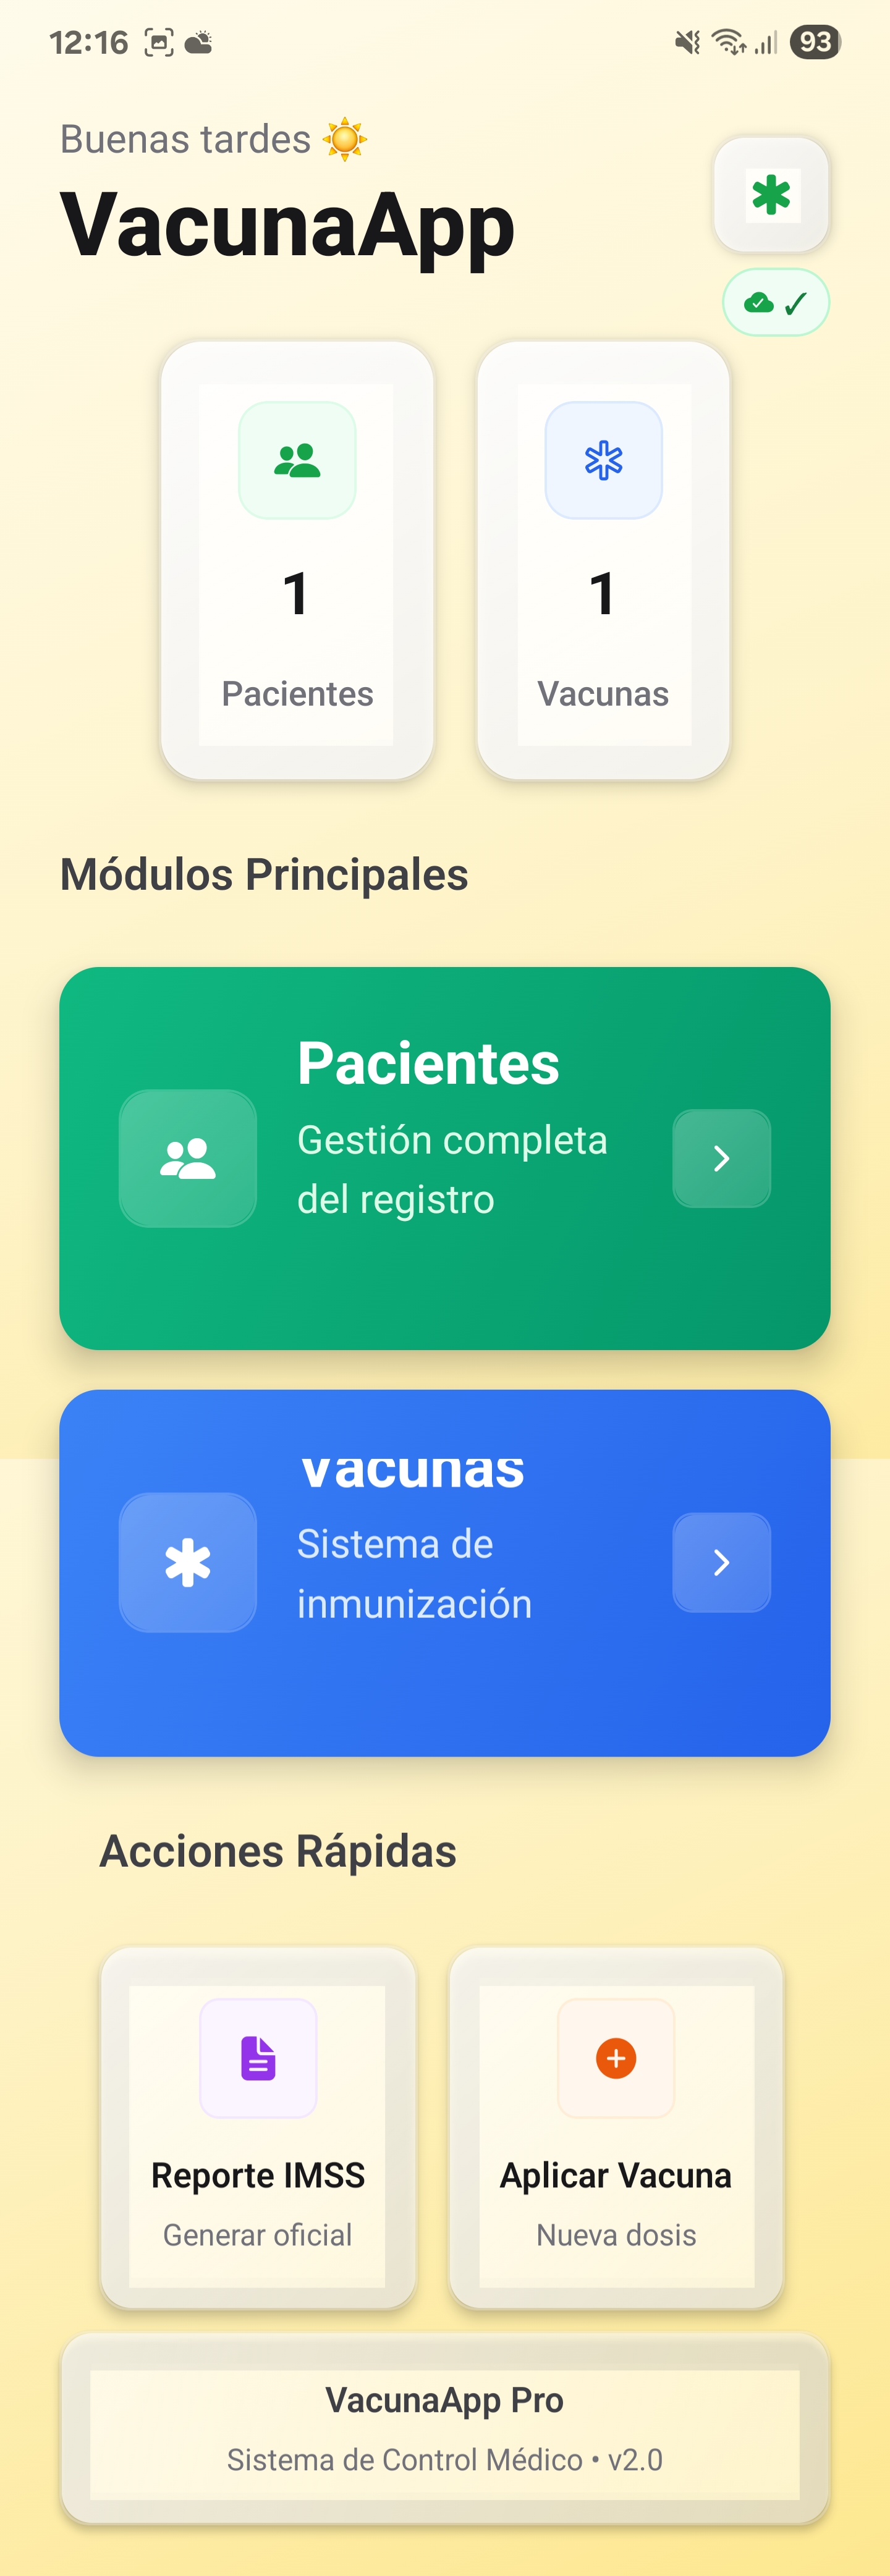 12:16
93
Buenas tardes ☀️
VacunaApp
✓
1
Pacientes
1
Vacunas
Módulos Principales
Pacientes
Gestión completa
del registro
Vacunas
Sistema de
inmunización
Acciones Rápidas
Reporte IMSS
Generar oficial
Aplicar Vacuna
Nueva dosis
VacunaApp Pro
Sistema de Control Médico • v2.0